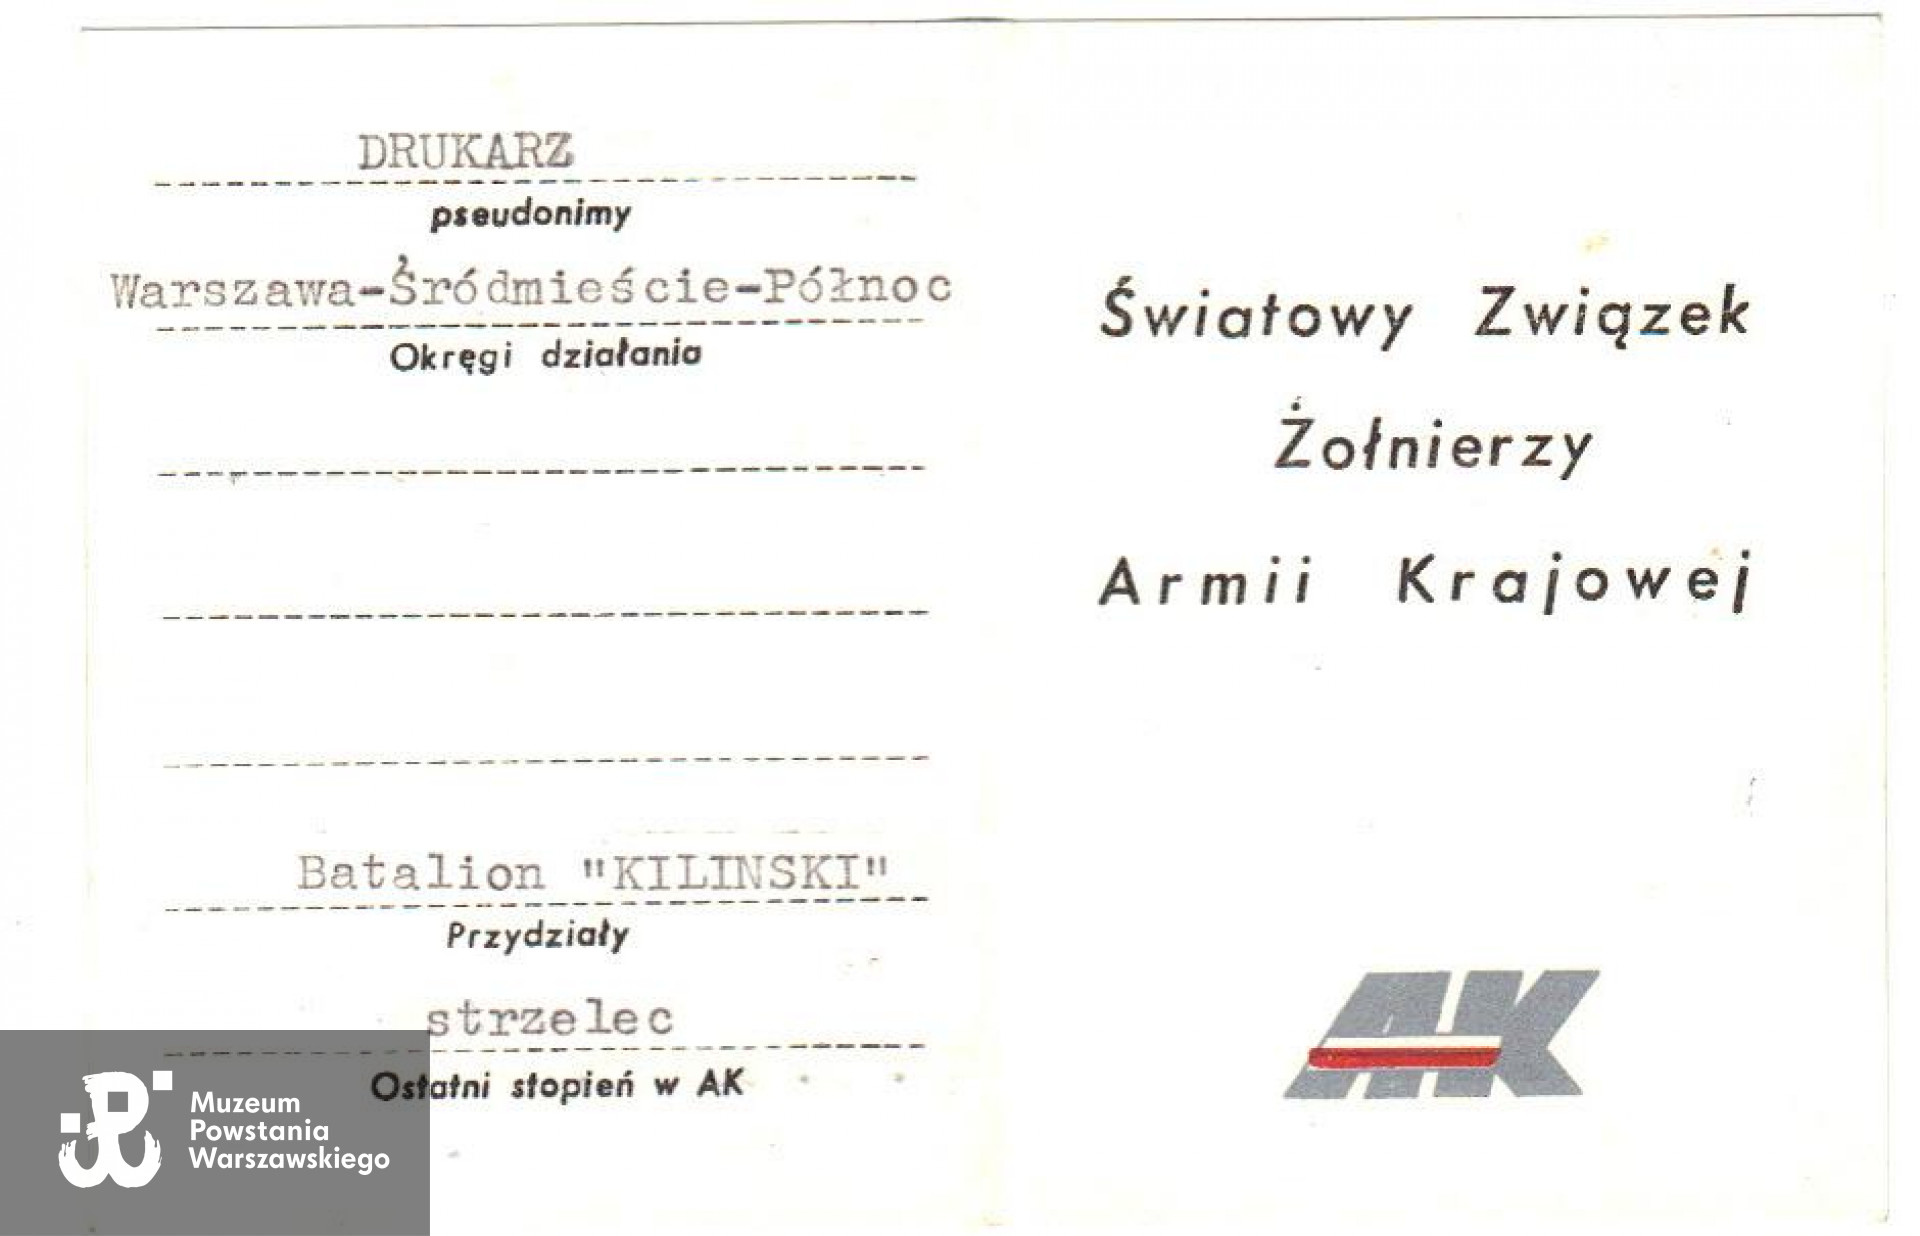 DRUKARZ
pseudonimy
Warszawa-Śródmieście-Północ
Okręgi działania
Batalion "KILINSKI"
Przydziały
strzelec
Ostatni stopień w AK
Światowy Związek
Żołnierzy
Armii Krajowej
AK
Muzeum
Powstania
Warszawskiego